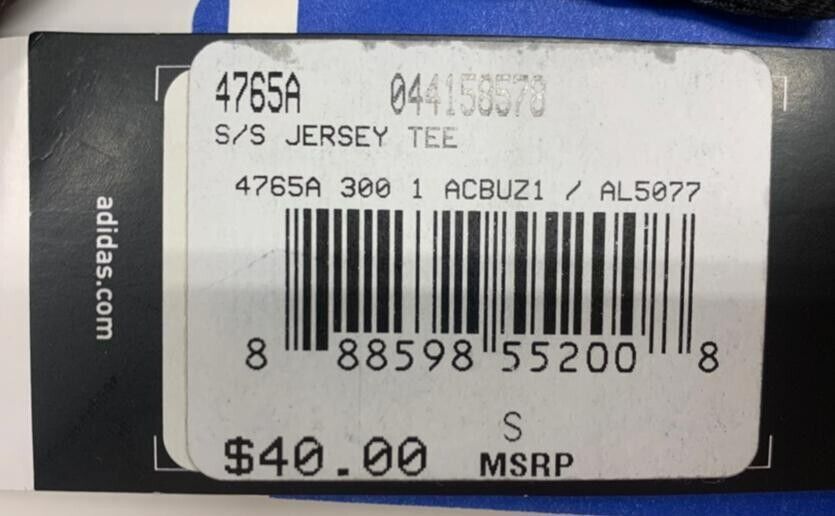 4765A 044158578
S/S JERSEY TEE
4765A 300 1 ACBUZ1 / AL5077
8 88598 55200 8
S
$40.00 MSRP
adidas.com